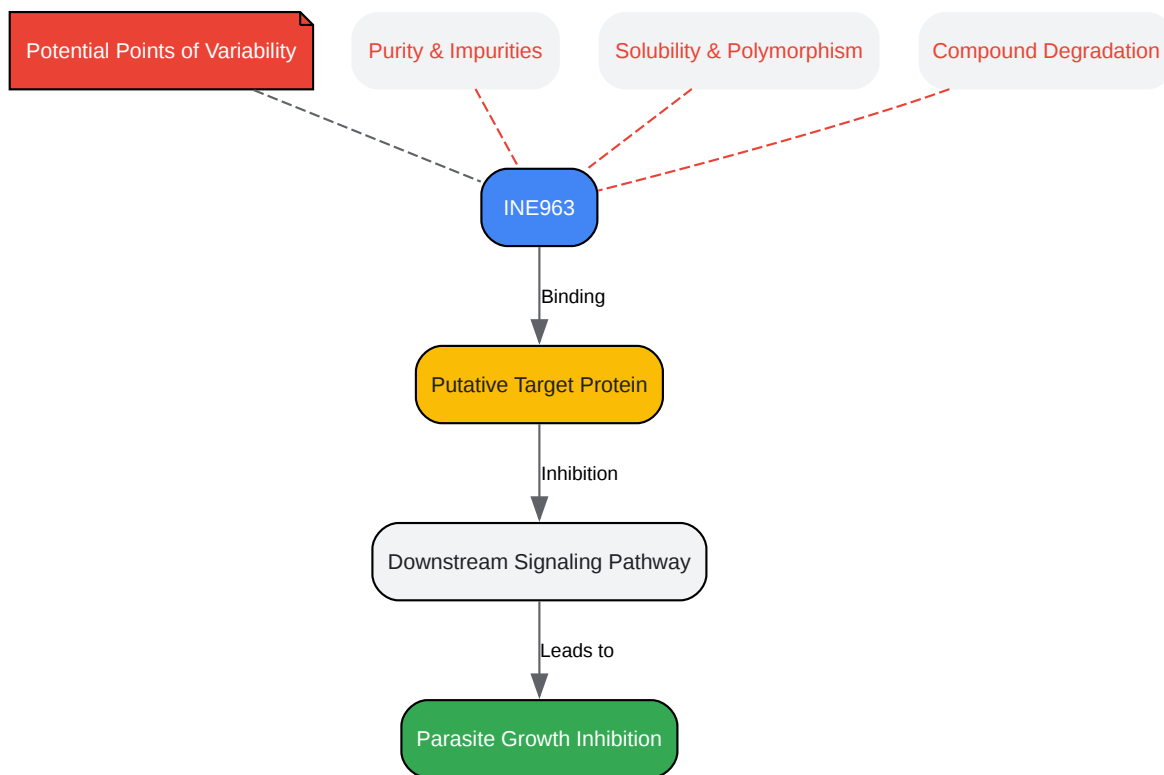 Potential Points of Variability
Purity & Impurities
Solubility & Polymorphism
Compound Degradation
INE963
Binding
Putative Target Protein
Inhibition
Downstream Signaling Pathway
Leads to
Parasite Growth Inhibition